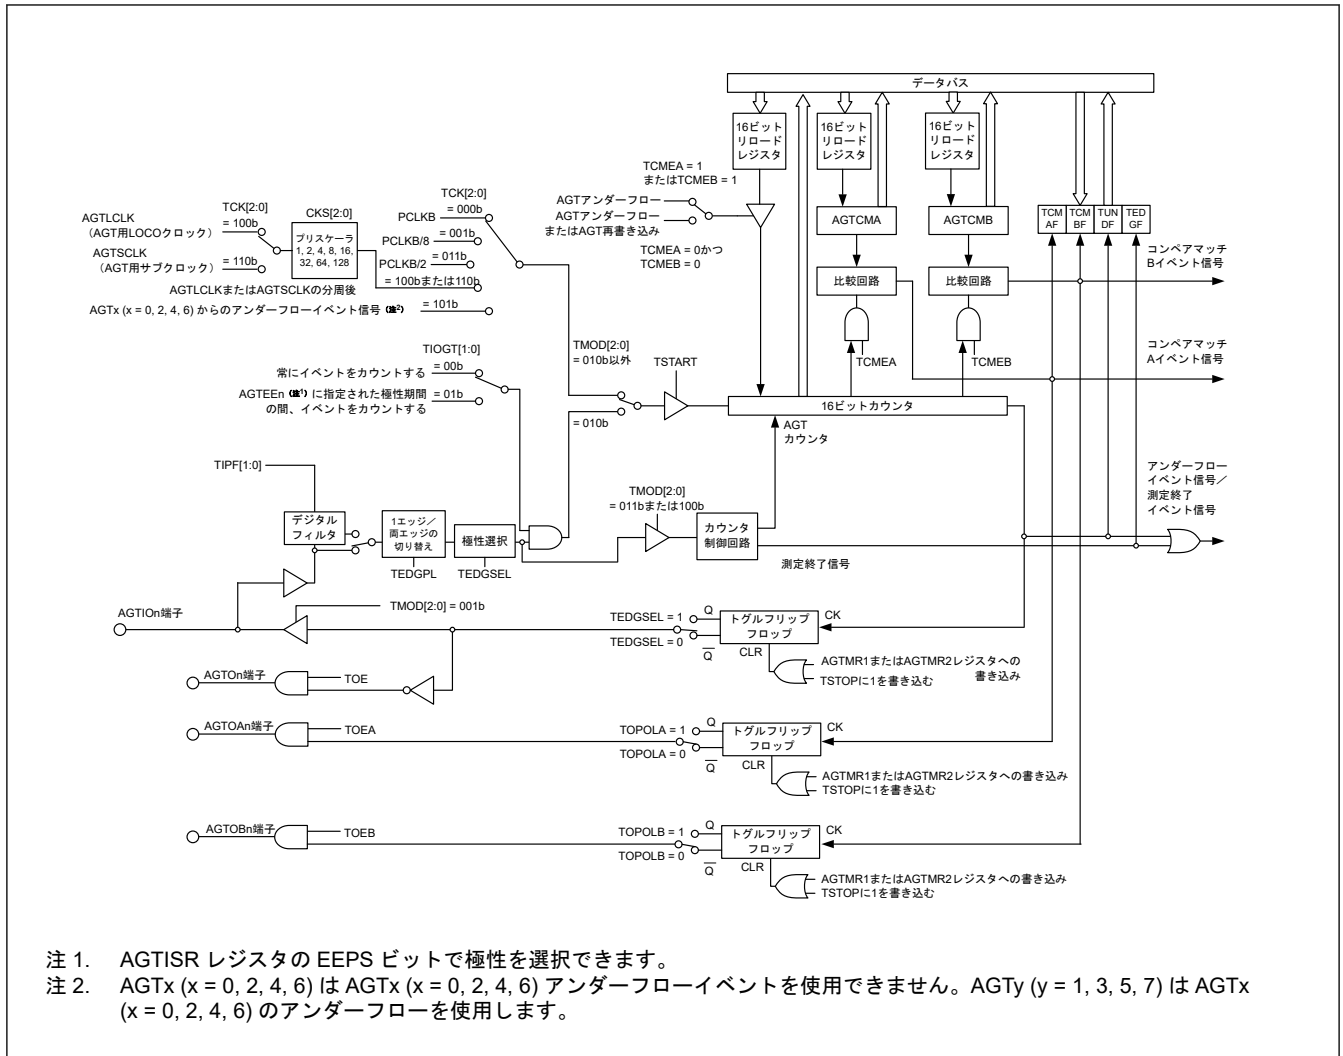 データバス
16ビット
リロード
レジスタ
16ビット
リロード
レジスタ
16ビット
リロード
レジスタ
TCMEA = 1
またはTCMEB = 1
AGTアンダーフロー
AGTアンダーフロー
またはAGT再書き込み
TCMEA = 0かつ
TCMEB = 0
AGTCMA
AGTCMB
TCM
AF
TCM
BF
TUN
DF
TED
GF
比較回路
比較回路
TCMEA
TCMEB
コンペアマッチ
Bイベント信号
コンペアマッチ
Aイベント信号
TCK[2:0]
AGTLCLK
(AGT用LOCOクロック)
= 100b
AGTSCLK
(AGT用サブクロック)
= 110b
CKS[2:0]
プリスケーラ
1, 2, 4, 8, 16,
32, 64, 128
TCK[2:0]
PCLKB
= 000b
PCLKB/8
= 001b
PCLKB/2
= 011b
= 100bまたは110b
AGTLCLKまたはAGTSCLKの分周後
AGTx (x = 0, 2, 4, 6) からのアンダーフローイベント信号 (注2)
= 101b
TIOGT[1:0]
常にイベントをカウントする
= 00b
AGTEEn (注1) に指定された極性期間
の間、イベントをカウントする
= 01b
TMOD[2:0]
= 010b以外
= 010b
TSTART
16ビットカウンタ
AGT
カウンタ
TIPF[1:0]
デジタル
フィルタ
1エッジ/
両エッジの
切り替え
極性選択
TEDGPL
TEDGSEL
TMOD[2:0]
= 011bまたは100b
カウンタ
制御回路
測定終了信号
アンダーフロー
イベント信号/
測定終了
イベント信号
AGTIOn端子
TMOD[2:0] = 001b
TEDGSEL = 1
TEDGSEL = 0
Q
Q
トグルフリップ
フロップ
CK
CLR
AGTMR1またはAGTMR2レジスタへの
書き込み
TSTOPに1を書き込む
AGTOn端子
TOE
AGTOAn端子
TOEA
TOPOLA = 1
TOPOLA = 0
Q
Q
トグルフリップ
フロップ
CK
CLR
AGTMR1またはAGTMR2レジスタへの書き込み
TSTOPに1を書き込む
AGTOBn端子
TOEB
TOPOLB = 1
TOPOLB = 0
Q
Q
トグルフリップ
フロップ
CK
CLR
AGTMR1またはAGTMR2レジスタへの書き込み
TSTOPに1を書き込む
注 1. AGTISR レジスタの EEPS ビットで極性を選択できます。
注 2. AGTx (x = 0, 2, 4, 6) は AGTx (x = 0, 2, 4, 6) アンダーフローイベントを使用できません。AGTy (y = 1, 3, 5, 7) は AGTx
(x = 0, 2, 4, 6) のアンダーフローを使用します。